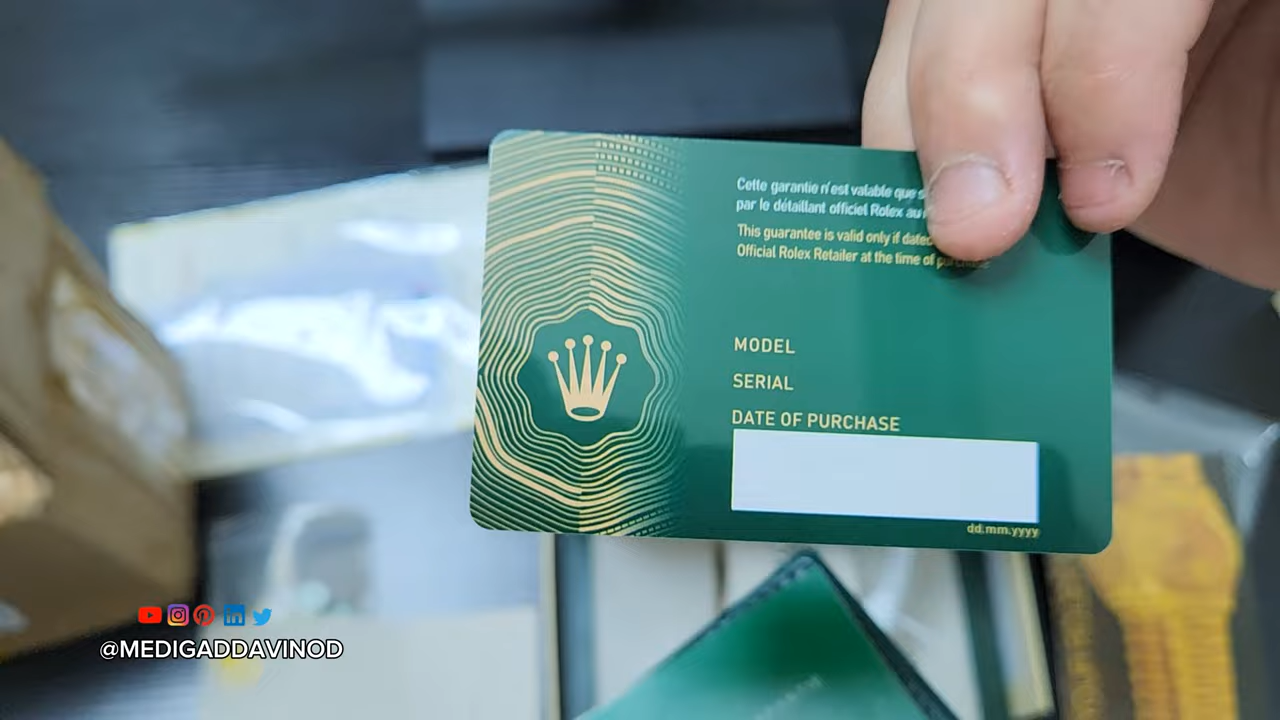 Cette garantie n'est valable que
par le détaillant officiel Rolex au
This guarantee is valid only if dated
Official Rolex Retailer at the time of purchase
MODEL
SERIAL
DATE OF PURCHASE
dd.mm.yyyy
@MEDIGADDAVINOD